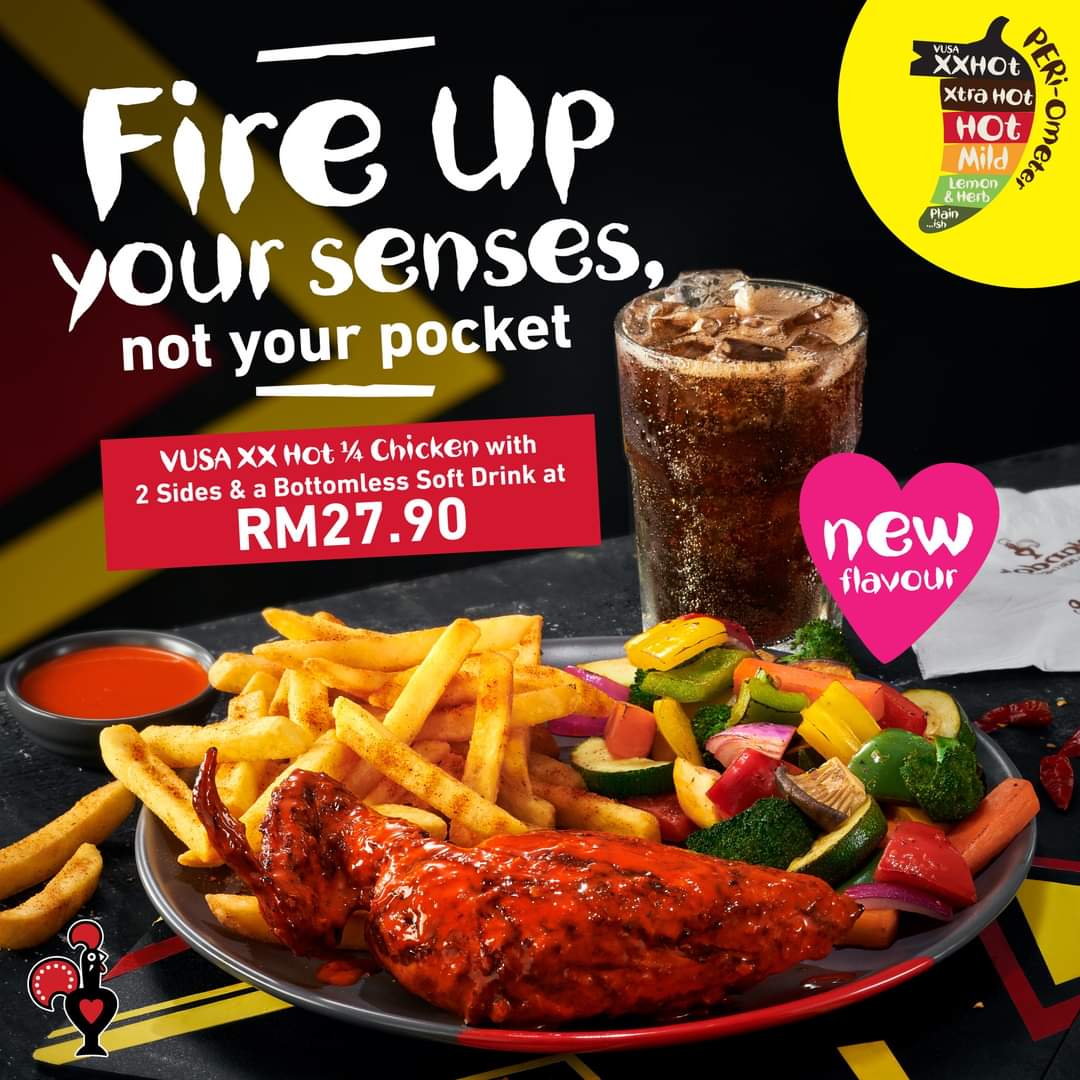 Fire Up
your senses,
not your pocket
VUSA XX Hot ¼ Chicken with
2 Sides & a Bottomless Soft Drink at
RM27.90
VUSA
XXHot
Xtra Hot
Hot
Mild
Lemon
& Herb
Plain
...ish
PERi-Ometer
new
flavour